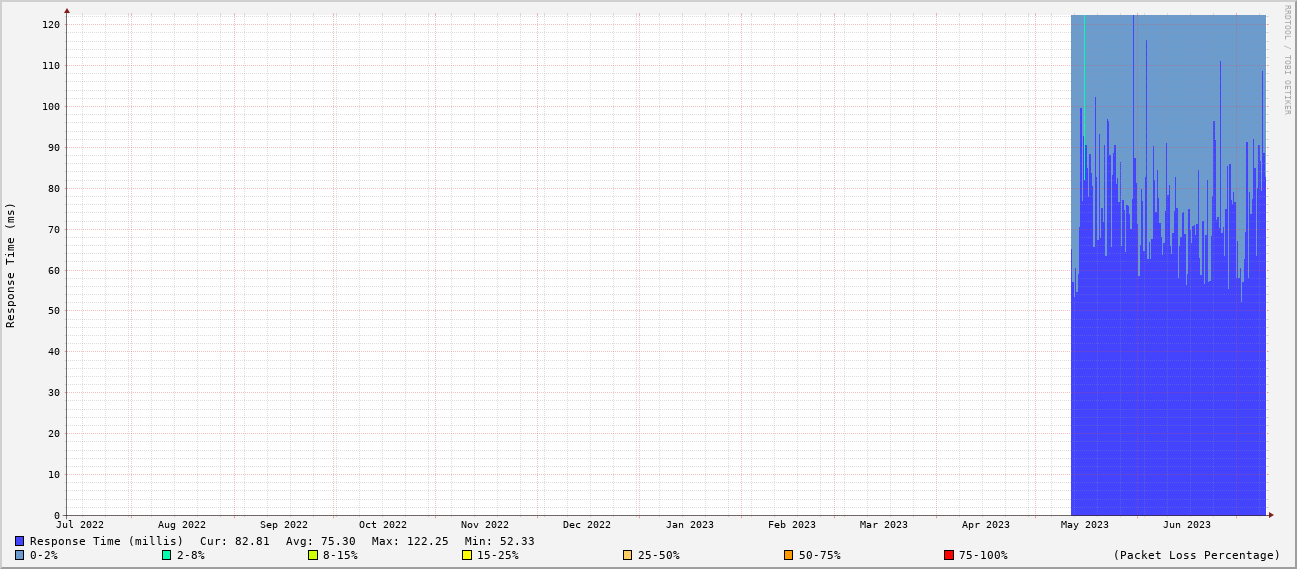 RRDTOOL / TOBI OETIKER
Response Time (ms)
120
110
100
90
80
70
60
50
40
30
20
10
0
Jul 2022 Aug 2022 Sep 2022 Oct 2022 Nov 2022 Dec 2022 Jan 2023 Feb 2023 Mar 2023 Apr 2023 May 2023 Jun 2023
Response Time (millis) Cur: 82.81 Avg: 75.30 Max: 122.25 Min: 52.33
0-2% 2-8% 8-15% 15-25% 25-50% 50-75% 75-100% (Packet Loss Percentage)